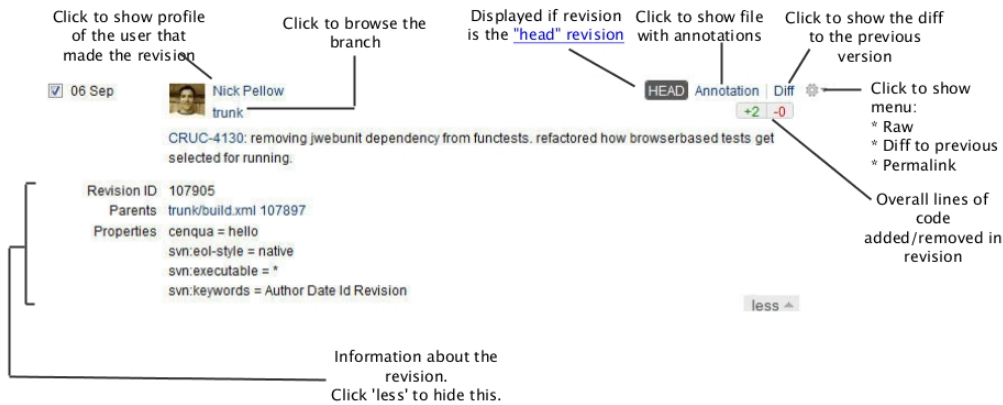 Click to show profile
of the user that
made the revision
Click to browse the
branch
Displayed if revision
is the "head" revision
Click to show file
with annotations
Click to show the diff
to the previous
version
06 Sep
Nick Pellow
trunk
HEAD Annotation Diff
+2 -0
Click to show
menu:
* Raw
* Diff to previous
* Permalink
CRUC-4130: removing jwebunit dependency from functests. refactored how browserbased tests get
selected for running.
Overall lines of
code
added/removed in
revision
Revision ID 107905
Parents trunk/build.xml 107897
Properties cenqua = hello
svn:eol-style = native
svn:executable = *
svn:keywords = Author Date Id Revision
less
Information about the
revision.
Click 'less' to hide this.